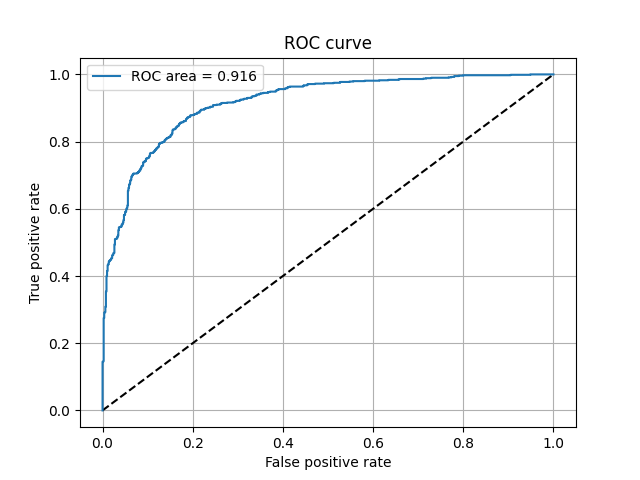 ROC curve
ROC area = 0.916
True positive rate
1.0
0.8
0.6
0.4
0.2
0.0
0.0 0.2 0.4 0.6 0.8 1.0
False positive rate